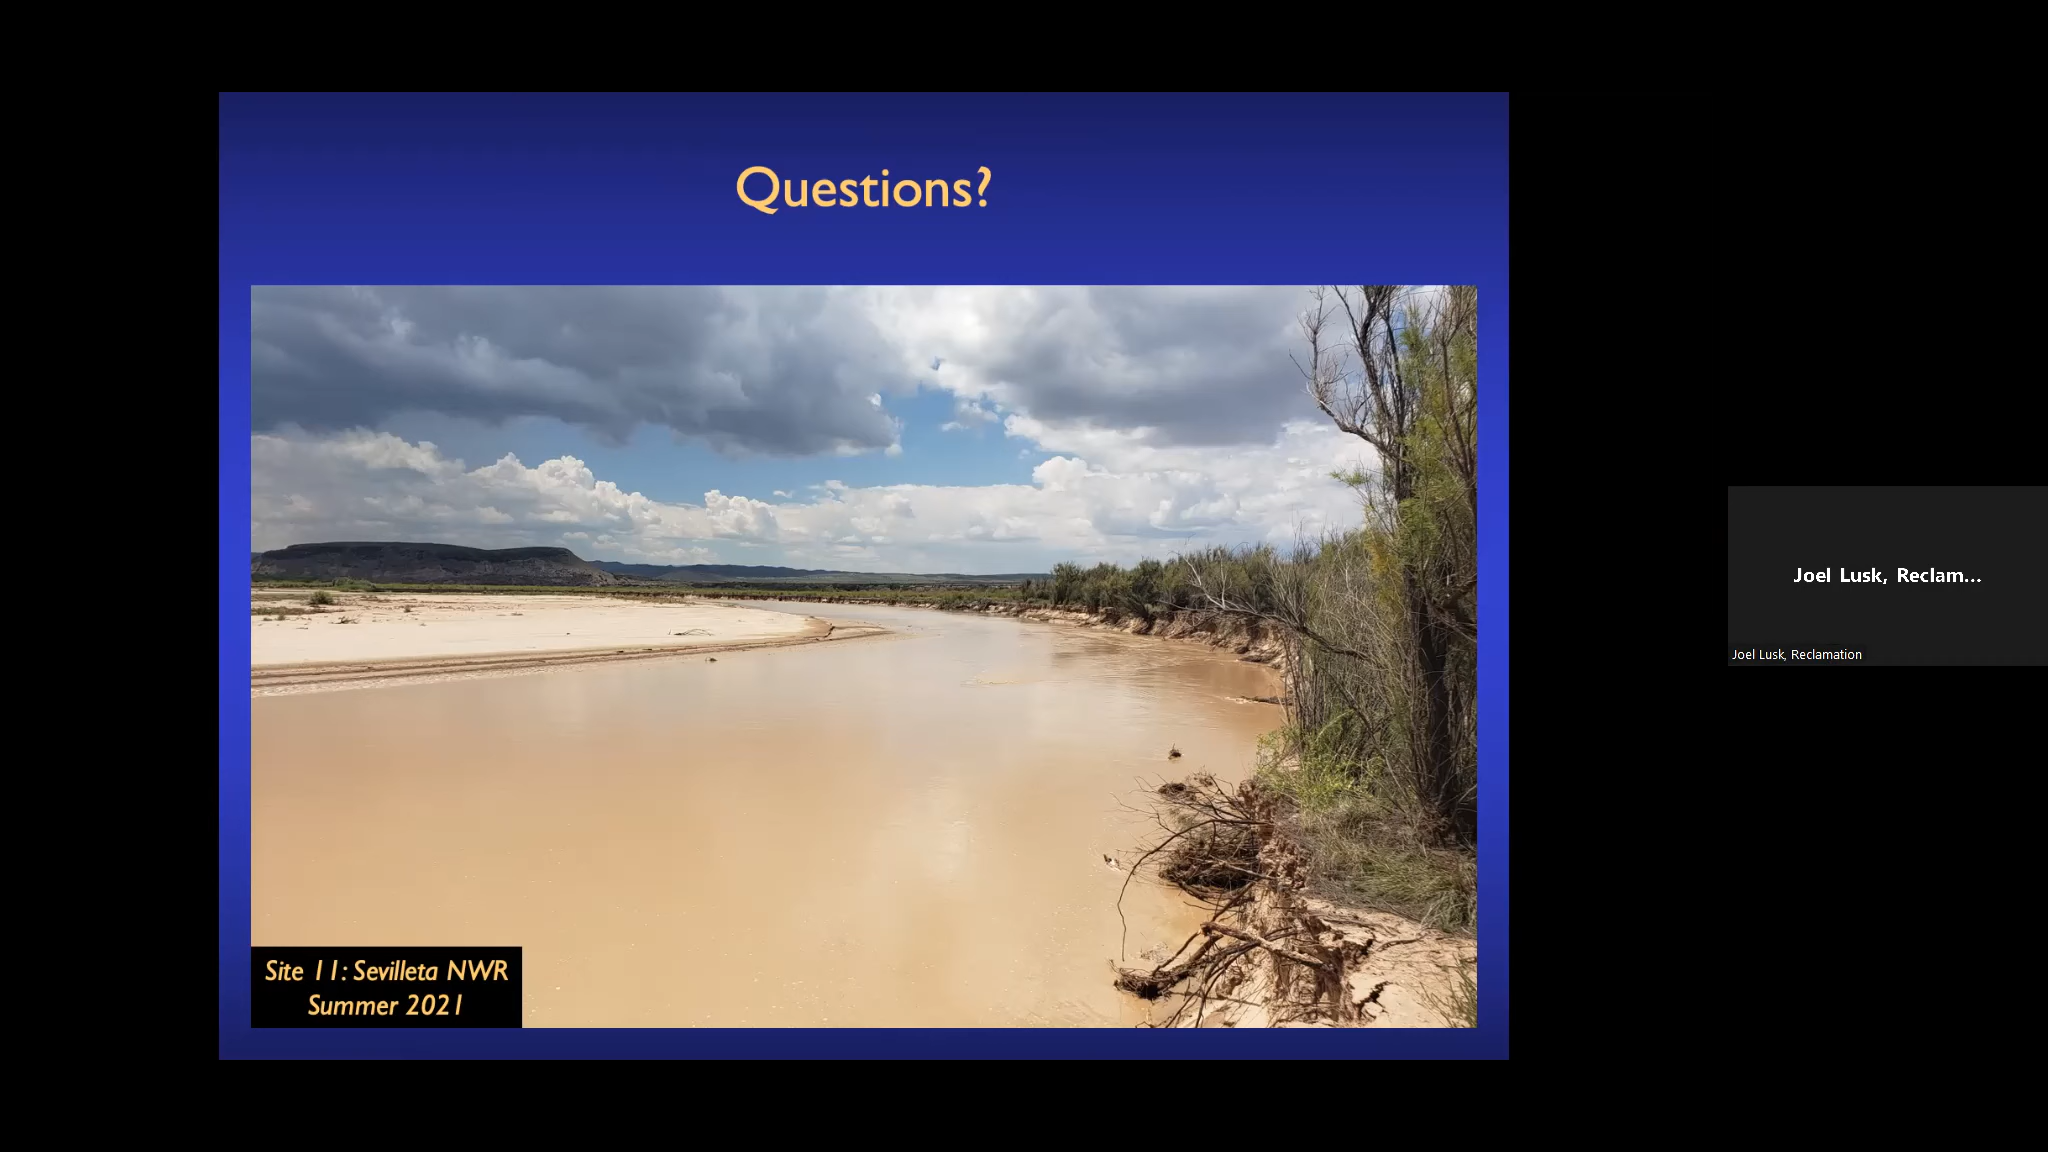 Questions?
Site 11: Sevilleta NWR
Summer 2021
Joel Lusk, Reclam...
Joel Lusk, Reclamation